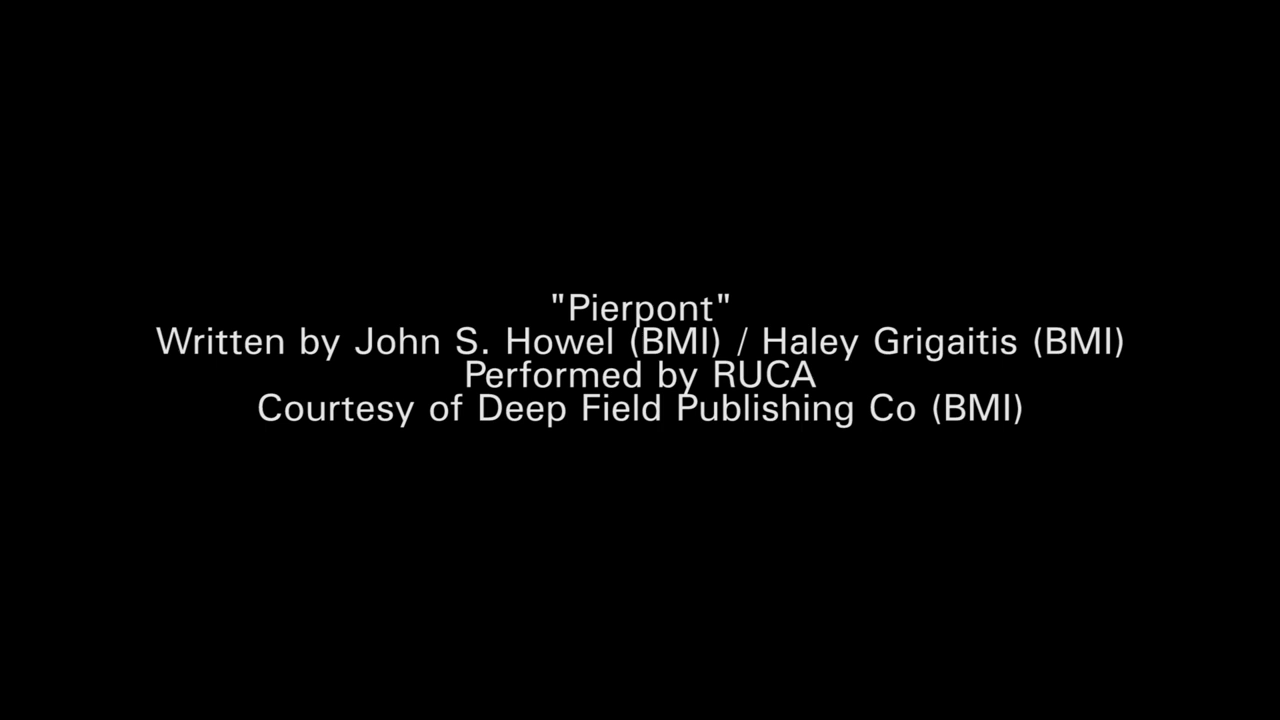 "Pierpont"
Written by John S. Howel (BMI) / Haley Grigaitis (BMI)
Performed by RUCA
Courtesy of Deep Field Publishing Co (BMI)